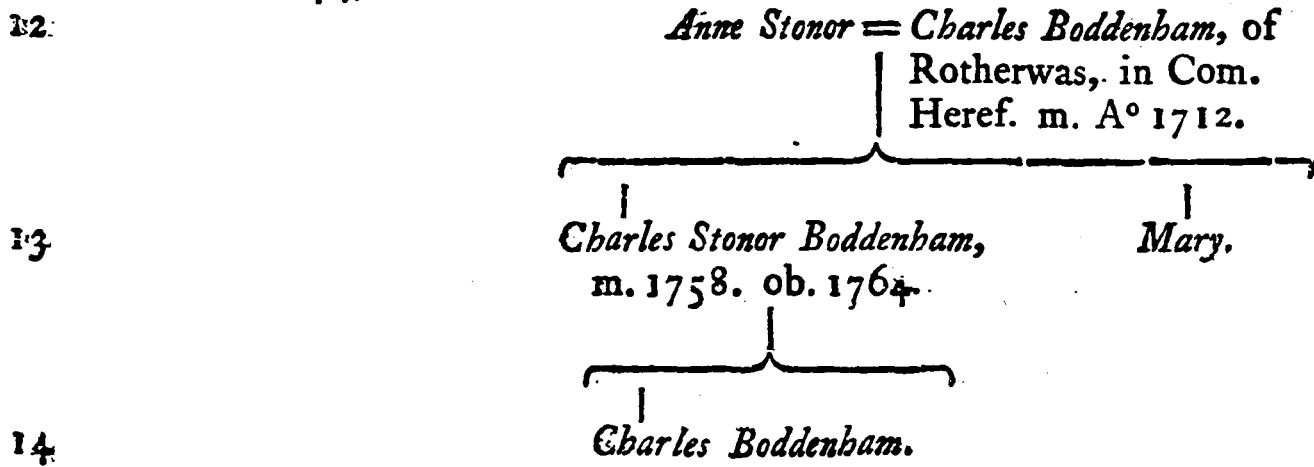 12 Anne Stonor = Charles Boddenham, of
Rotherwas, in Com.
Heref. m. Aº 1712.
13 Charles Stonor Boddenham, Mary.
m. 1758. ob. 1764.
14 Charles Boddenham.